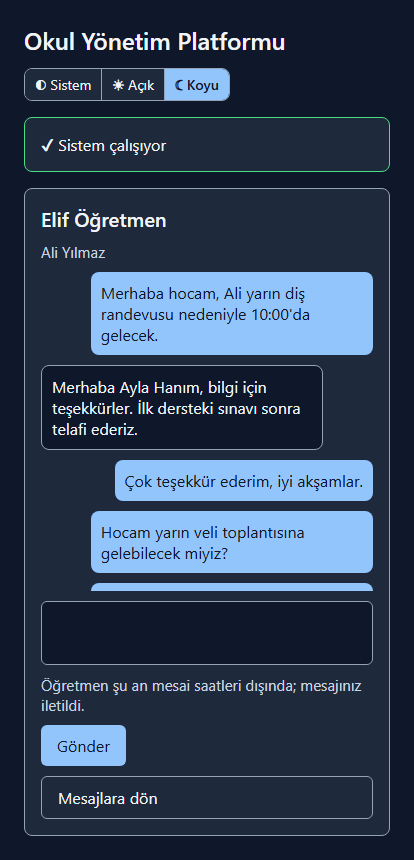 Okul Yönetim Platformu
Sistem
Açık
Koyu
Sistem çalışıyor
Elif Öğretmen
Ali Yılmaz
Merhaba hocam, Ali yarın diş
randevusu nedeniyle 10:00'da
gelecek.
Merhaba Ayla Hanım, bilgi için
teşekkürler. İlk dersteki sınavı sonra
telafi ederiz.
Çok teşekkür ederim, iyi akşamlar.
Hocam yarın veli toplantısına
gelebilecek miyiz?
Öğretmen şu an mesai saatleri dışında; mesajınız
iletildi.
Gönder
Mesajlara dön